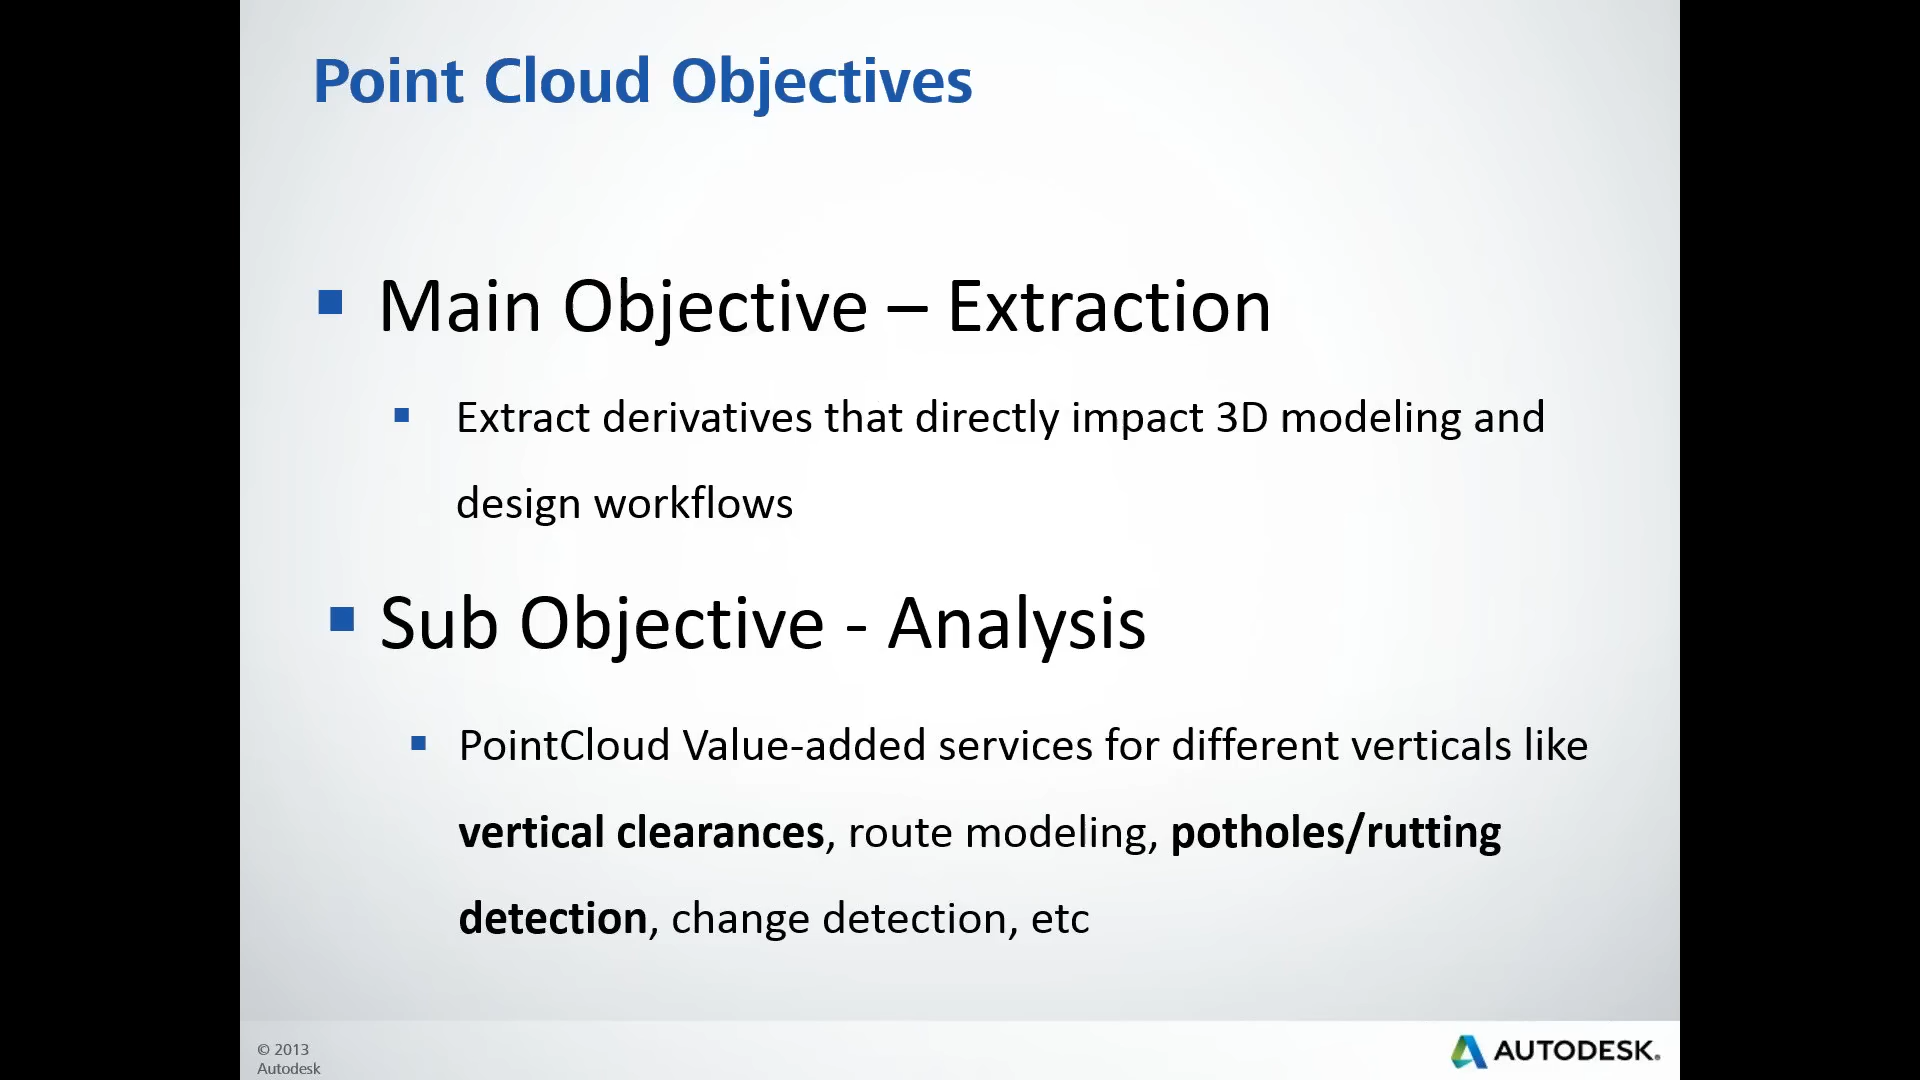 Point Cloud Objectives
Main Objective – Extraction
Extract derivatives that directly impact 3D modeling and
design workflows
Sub Objective - Analysis
PointCloud Value-added services for different verticals like
vertical clearances, route modeling, potholes/rutting
detection, change detection, etc
© 2013
Autodesk
AUTODESK.